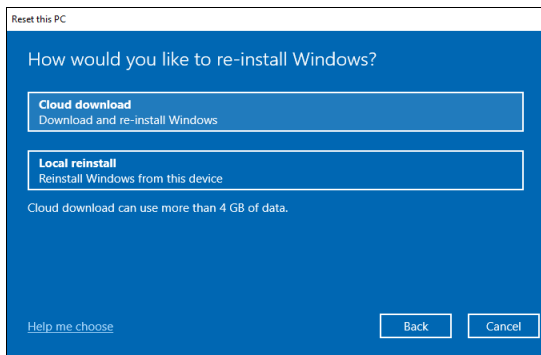 Reset this PC
How would you like to re-install Windows?
Cloud download
Download and re-install Windows
Local reinstall
Reinstall Windows from this device
Cloud download can use more than 4 GB of data.
Help me choose
Back
Cancel